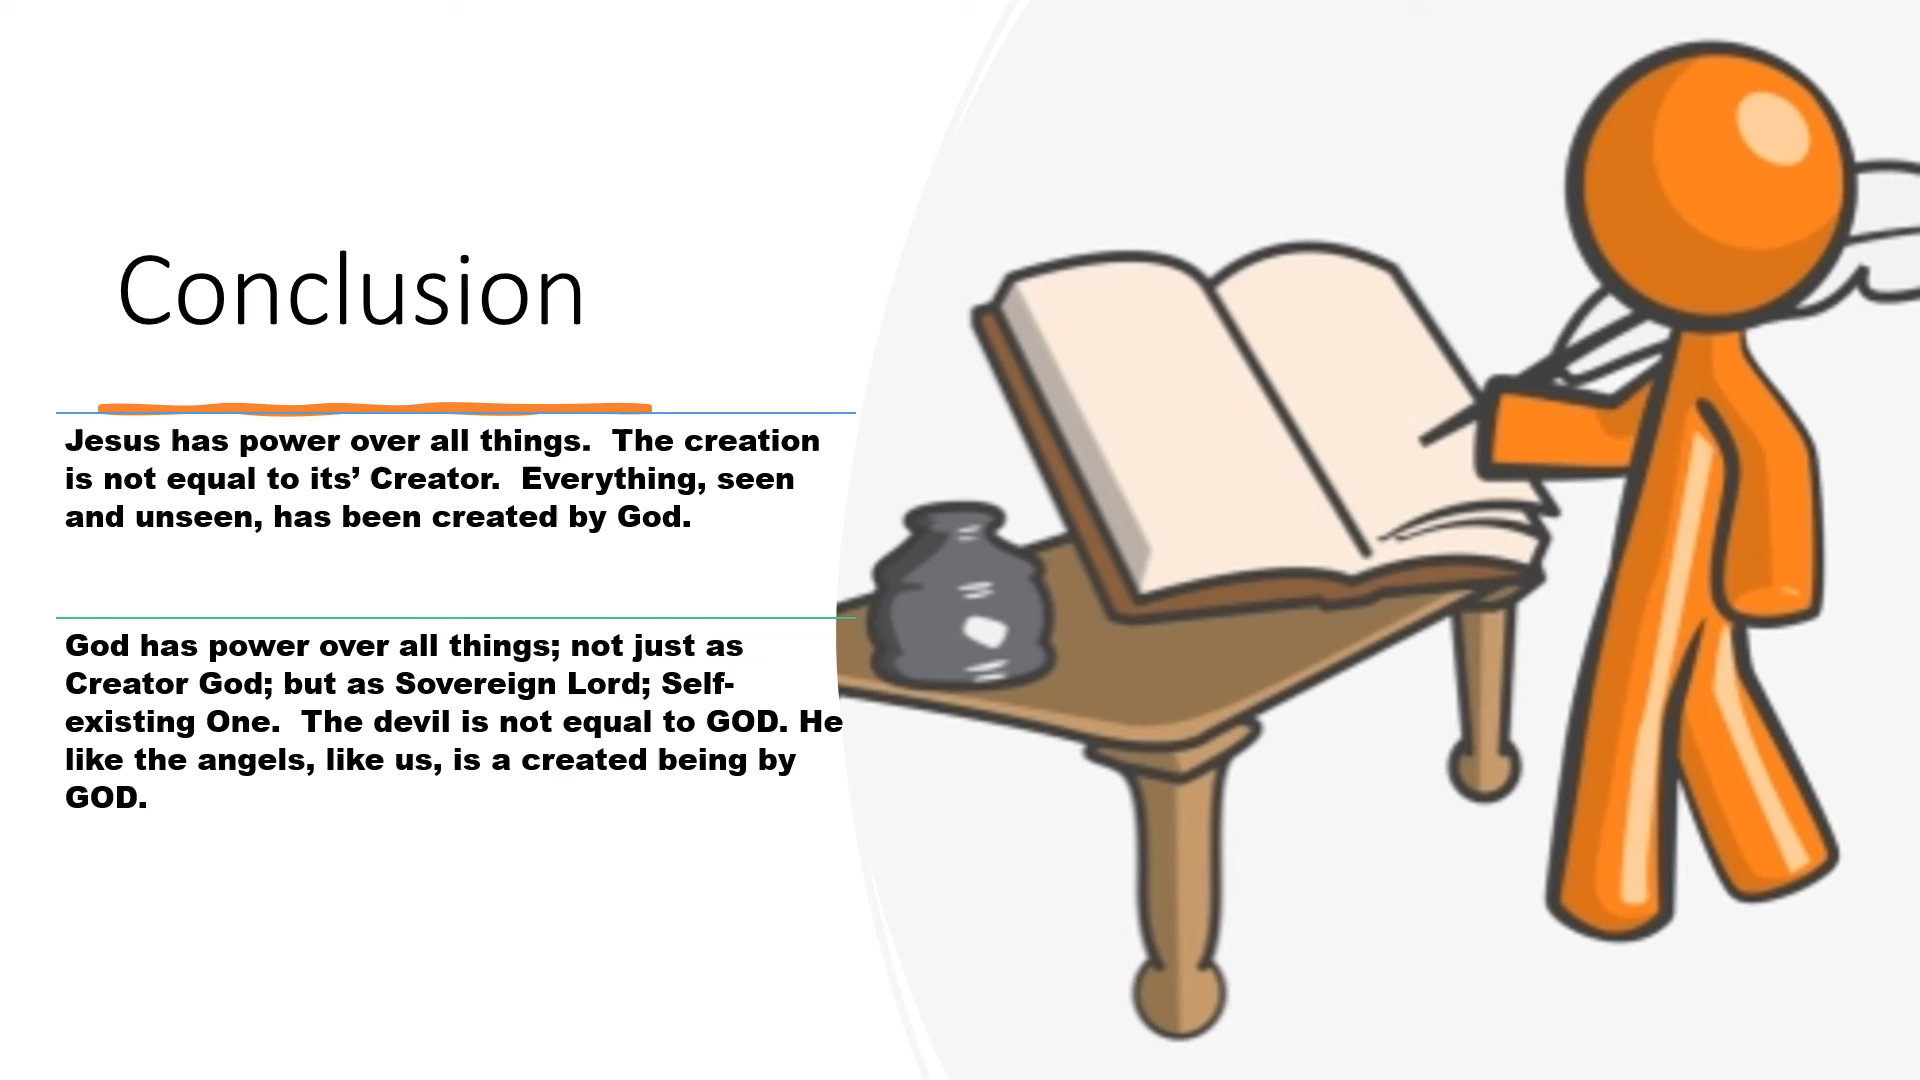 Conclusion
Jesus has power over all things.  The creation
is not equal to its’ Creator.  Everything, seen
and unseen, has been created by God.
God has power over all things; not just as
Creator God; but as Sovereign Lord; Self-
existing One.  The devil is not equal to GOD. He
like the angels, like us, is a created being by
GOD.